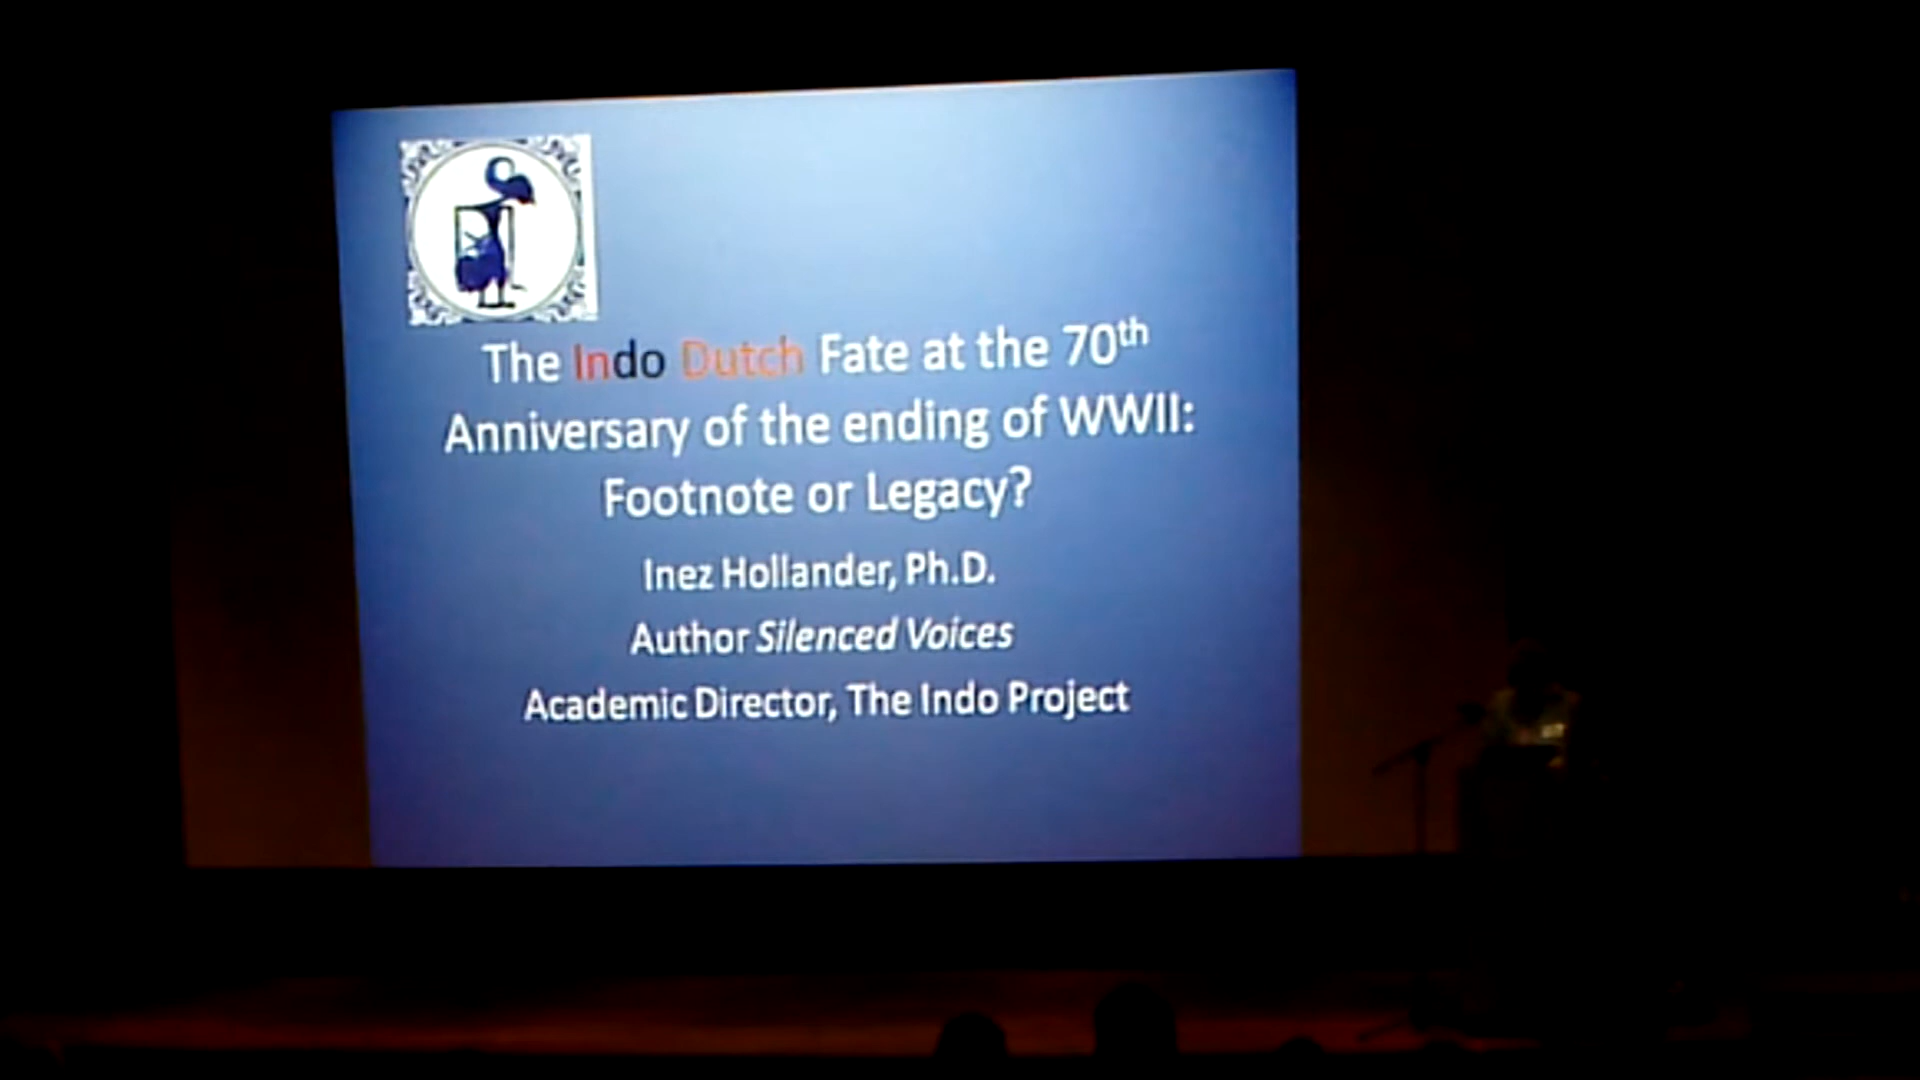 The Indo Dutch Fate at the 70th
Anniversary of the ending of WWII:
Footnote or Legacy?
Inez Hollander, Ph.D.
Author Silenced Voices
Academic Director, The Indo Project